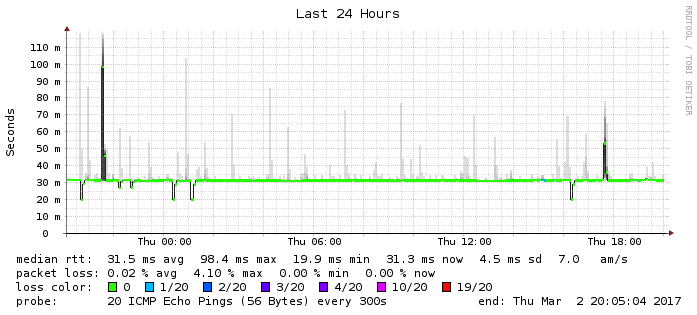 Last 24 Hours
RRDTOOL / TOBI OETIKER
Seconds
110 m
100 m
90 m
80 m
70 m
60 m
50 m
40 m
30 m
20 m
10 m
0
Thu 00:00 Thu 06:00 Thu 12:00 Thu 18:00
median rtt: 31.5 ms avg 98.4 ms max 19.9 ms min 31.3 ms now 4.5 ms sd 7.0 am/s
packet loss: 0.02 % avg 4.10 % max 0.00 % min 0.00 % now
loss color: 0 1/20 2/20 3/20 4/20 10/20 19/20
probe: 20 ICMP Echo Pings (56 Bytes) every 300s end: Thu Mar 2 20:05:04 2017